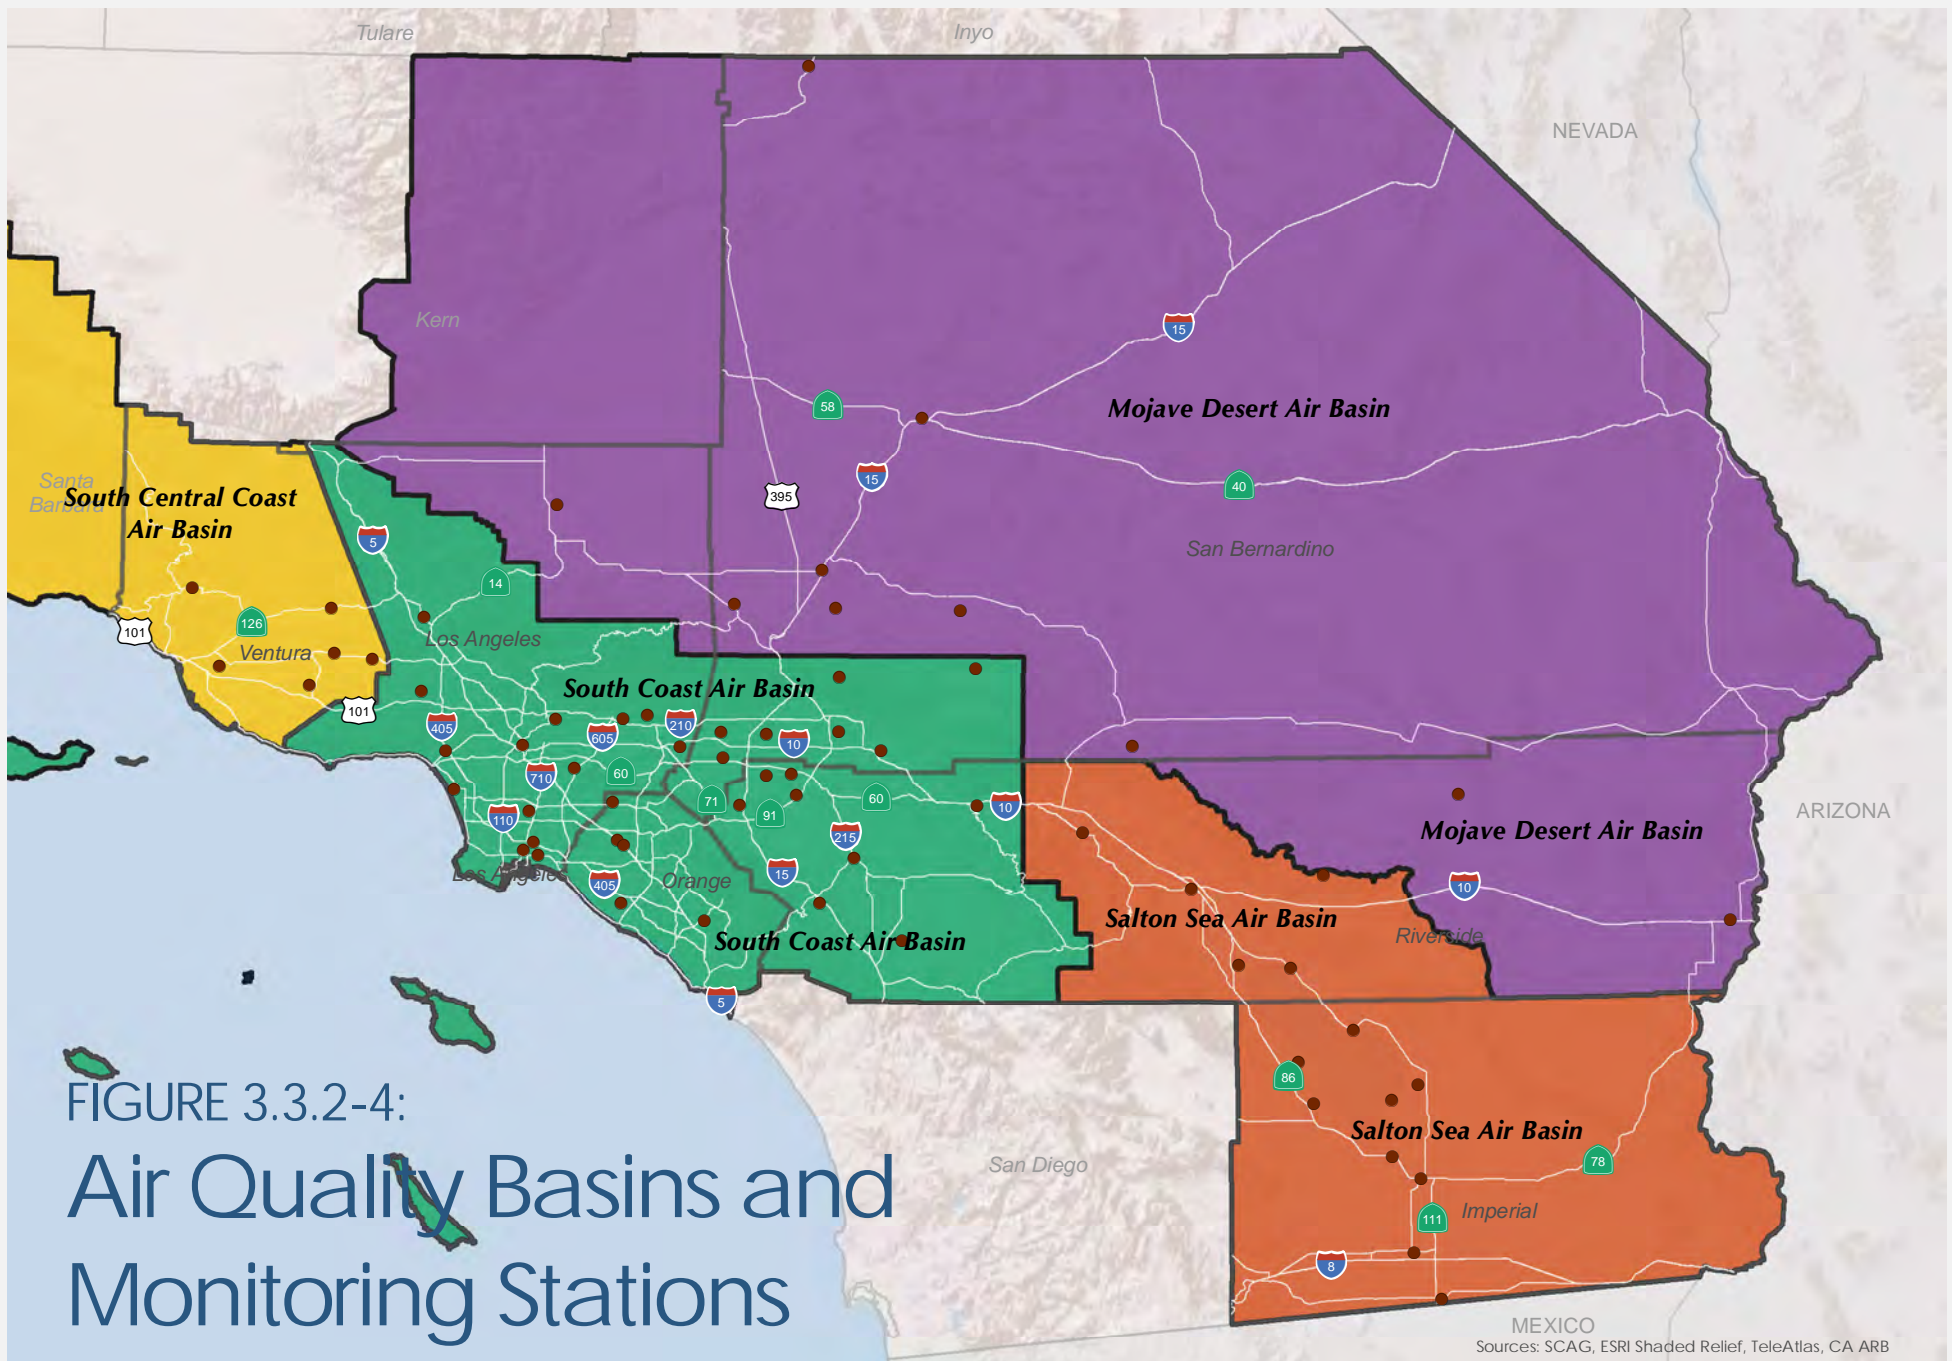 Tulare
Inyo
NEVADA
Kern
15
58
Mojave Desert Air Basin
15
395
40
Santa
Barbara
South Central Coast
Air Basin
5
San Bernardino
14
126
101
Los Angeles
Ventura
South Coast Air Basin
101
405
605
210
10
710
60
71
60
91
10
110
215
ARIZONA
Mojave Desert Air Basin
15
Los Angeles
405
Orange
10
Salton Sea Air Basin
South Coast Air Basin
Riverside
5
86
FIGURE 3.3.2-4:
Air Quality Basins and
Monitoring Stations
Salton Sea Air Basin
San Diego
78
111
Imperial
8
MEXICO
Sources: SCAG, ESRI Shaded Relief, TeleAtlas, CA ARB